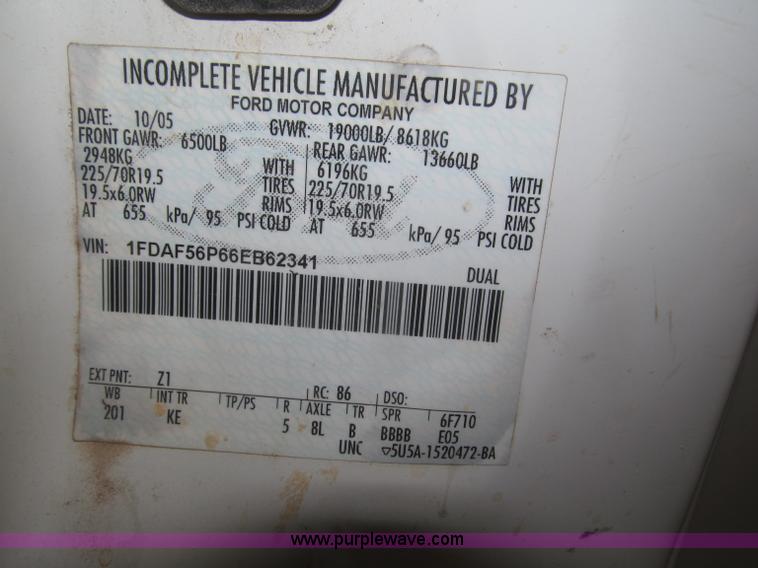 INCOMPLETE VEHICLE MANUFACTURED BY
FORD MOTOR COMPANY
DATE: 10/05 GVWR: 19000LB/ 8618KG
FRONT GAWR: 6500LB REAR GAWR: 13660LB
2948KG WITH 6196KG WITH
225/70R19.5 TIRES 225/70R19.5 TIRES
19.5x6.0RW RIMS 19.5x6.0RW RIMS
AT 655 kPa/ 95 PSI COLD AT 655 kPa/ 95 PSI COLD
VIN: 1FDAF56P66EB62341
DUAL
EXT PNT: Z1 RC: 86 DSO:
WB INT TR TP/PS R AXLE TR SPR 6F710
201 KE 5 8L B BBBB E05
UNC ▽5U5A-1520472-BA
www.purplewave.com